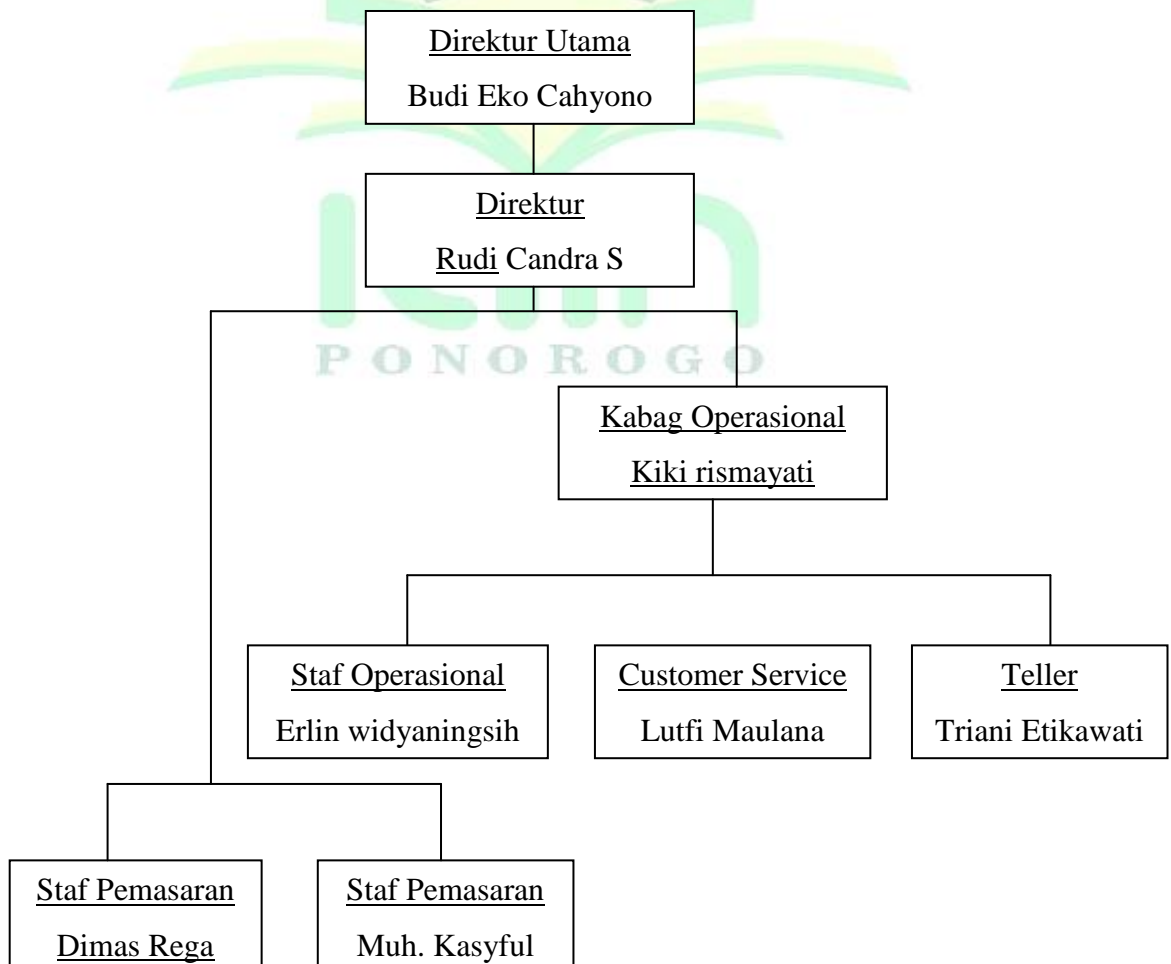 Direktur Utama
Budi Eko Cahyono
Direktur
Rudi Candra S
PONOROGO
Kabag Operasional
Kiki rismayati
Staf Operasional
Erlin widyaningsih
Customer Service
Lutfi Maulana
Teller
Triani Etikawati
Staf Pemasaran
Dimas Rega
Staf Pemasaran
Muh. Kasyful